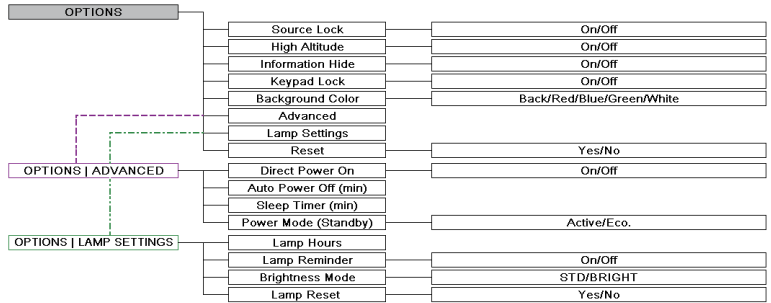 OPTIONS
Source Lock On/Off
High Altitude On/Off
Information Hide On/Off
Keypad Lock On/Off
Background Color Back/Red/Blue/Green/White
Advanced
Lamp Settings
Reset Yes/No
OPTIONS | ADVANCED Direct Power On On/Off
Auto Power Off (min)
Sleep Timer (min)
Power Mode (Standby) Active/Eco.
OPTIONS | LAMP SETTINGS Lamp Hours
Lamp Reminder On/Off
Brightness Mode STD/BRIGHT
Lamp Reset Yes/No